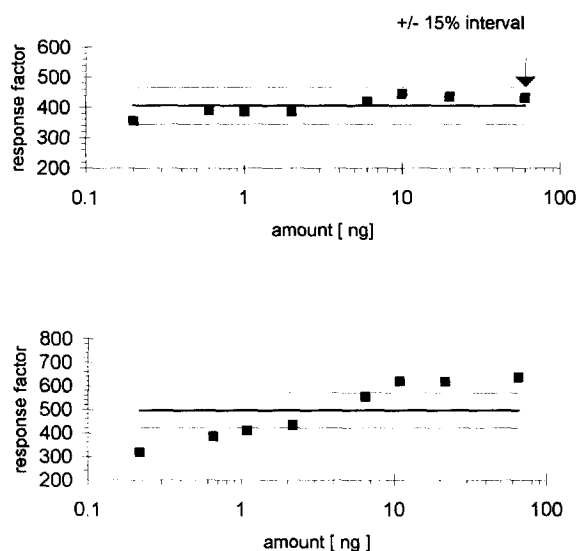 +/- 15% interval
600
500
400
300
200
response factor
0.1 1 10 100
amount [ ng]
800
700
600
500
400
300
200
response factor
0.1 1 10 100
amount [ ng ]